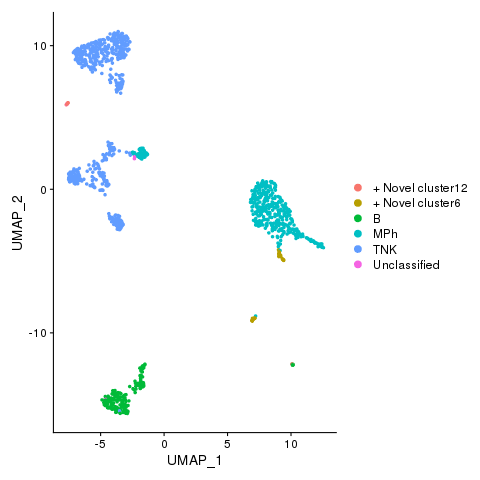 10
0
-10
UMAP_2
-5
0
5
10
UMAP_1
+ Novel cluster12
+ Novel cluster6
B
MPh
TNK
Unclassified